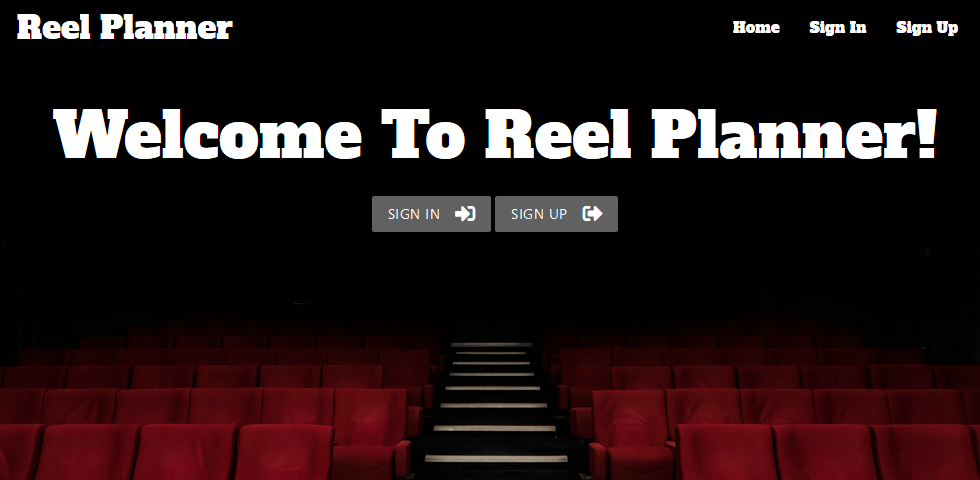 Reel Planner
Home Sign In Sign Up
Welcome To Reel Planner!
SIGN IN SIGN UP